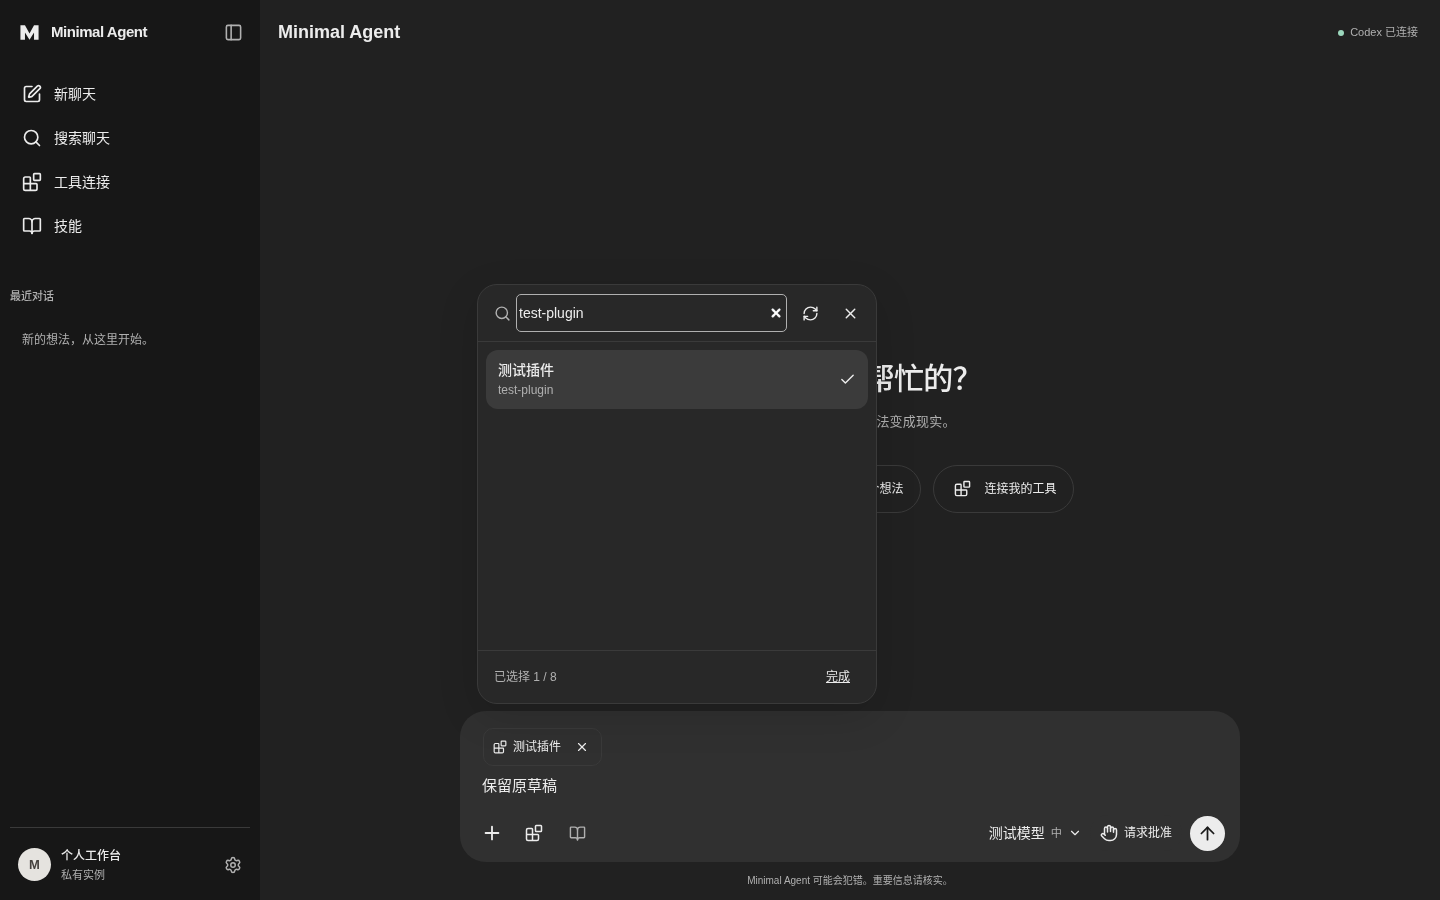 Minimal Agent
新聊天
搜索聊天
工具连接
技能
最近对话
新的想法，从这里开始。
M
个人工作台
私有实例
Minimal Agent
Codex 已连接
test-plugin
测试插件
test-plugin
已选择 1 / 8
完成
帮忙的？
法变成现实。
想法
连接我的工具
测试插件
保留原草稿
测试模型 中
请求批准
Minimal Agent 可能会犯错。重要信息请核实。